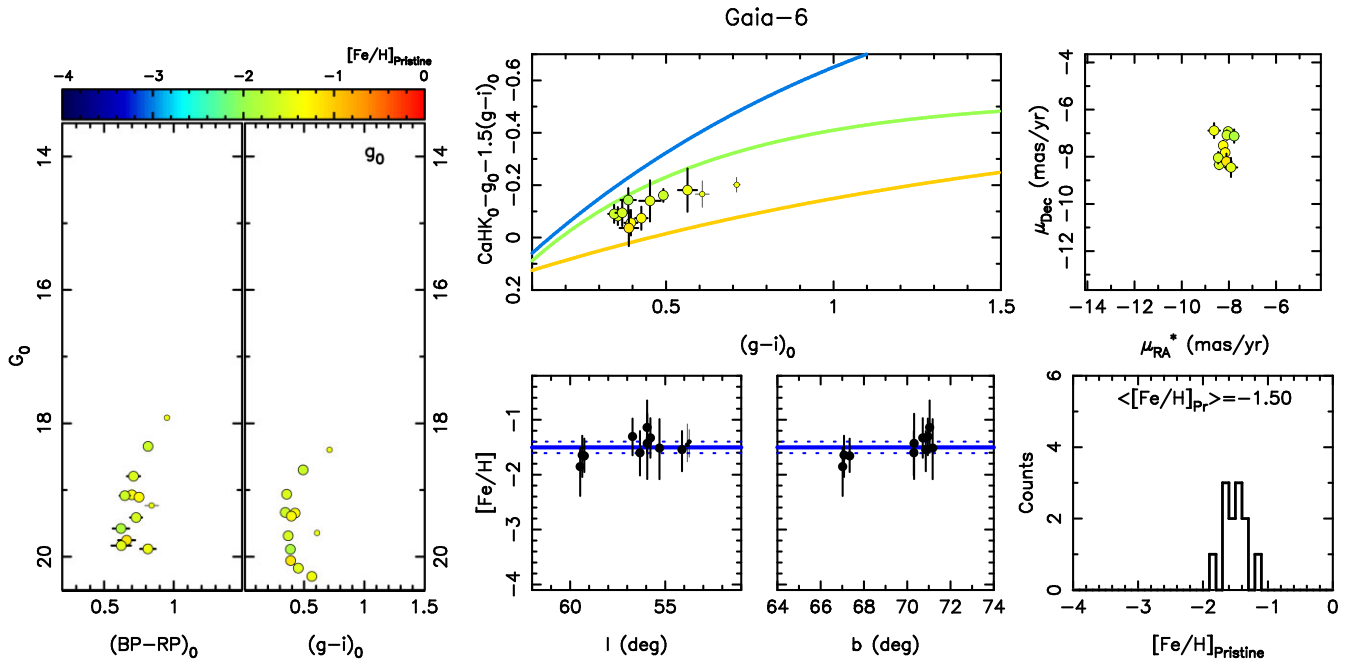 Gaia−6
[Fe/H]Pristine
−4 −3 −2 −1 0
g₀
14 16 18 20
G₀
14 16 18 20
0.5 1
0.5 1 1.5
(BP−RP)₀
(g−i)₀
CaHK₀−g₀−1.5(g−i)₀
−0.6 −0.4 −0.2 0 0.2
0.5 1 1.5
(g−i)₀
μDec (mas/yr)
−4 −6 −8 −10 −12
−14 −12 −10 −8 −6
μRA* (mas/yr)
[Fe/H]
−1 −2 −3 −4
60 55
l (deg)
64 66 68 70 72 74
b (deg)
<[Fe/H]Pr>=−1.50
Counts
0 2 4 6
−4 −3 −2 −1 0
[Fe/H]Pristine